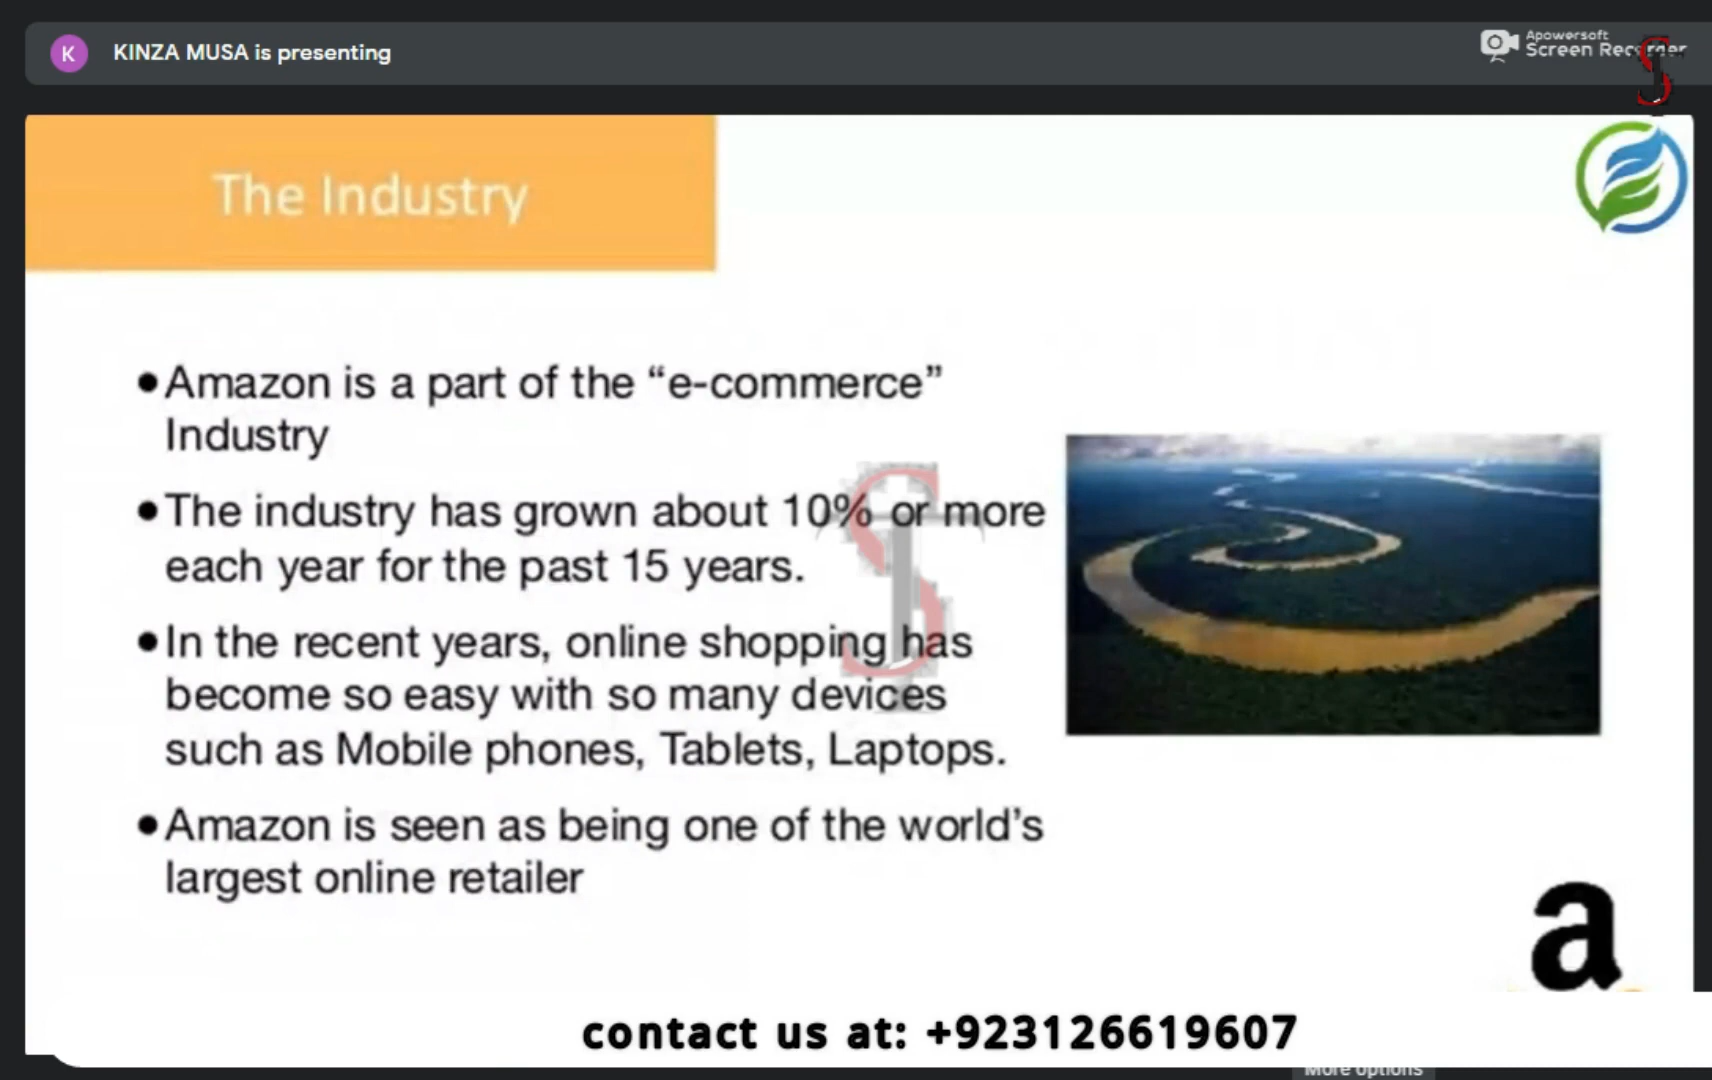 K
KINZA MUSA is presenting
Apowersoft
Screen Recorder
The Industry
●Amazon is a part of the “e-commerce”
Industry
●The industry has grown about 10% or more
each year for the past 15 years.
●In the recent years, online shopping has
become so easy with so many devices
such as Mobile phones, Tablets, Laptops.
●Amazon is seen as being one of the world’s
largest online retailer
a
contact us at: +923126619607
More options